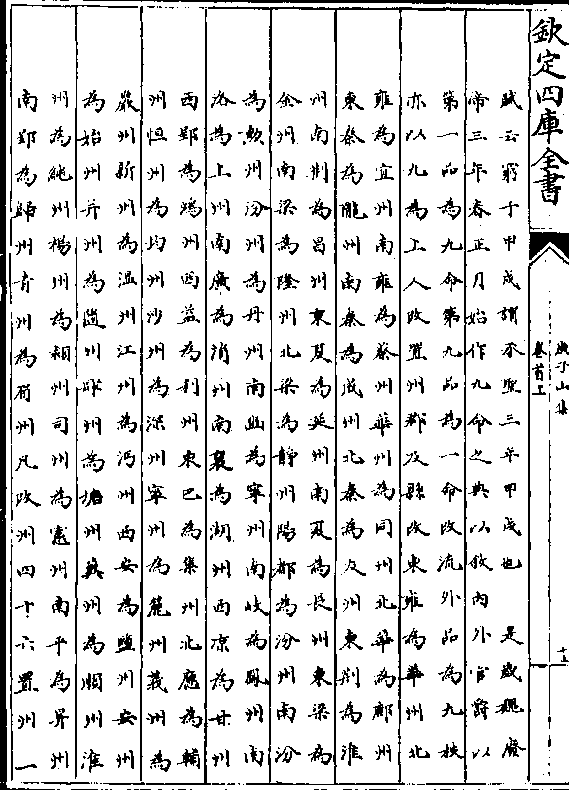 欽定四庫全書
庾子山集
卷首上
賦云窮于甲戌謂承聖三年甲戌也　是歲魏廢
帝三年春正月始作九命之典以敘內外官爵以
第一品為九命第九品為一命改流外品為九秩
亦以九為上人改置州郡及縣改東雍為華州北
雍為宜州南雍為蔡州華州為同州北華為鄜州
東秦為隴州南秦為成州北秦為交州東荆為淮
州南荆為昌州東夏為延州南夏為長州東梁為
金州南梁為隆州北梁為靜州陽都為汾州南汾
為勲州汾州為丹州南豳為寧州南岐為鳳州南
洛為上州南廣為淯州南襄為湖州西凉為甘州
西郢為鴻州西益為利州東巴為集州北應為輔
州恒州為均州沙州為深州寧州為麓州義州為
巖州新州為溫州江州為沔州西安為鹽州安州
為始州并州為隨州肆州為塘州冀州為順州淮
州為純州楊州為潁州司州為憲州南平為昇州
南郢為歸州青州為眉州凡改洲四十六置州一